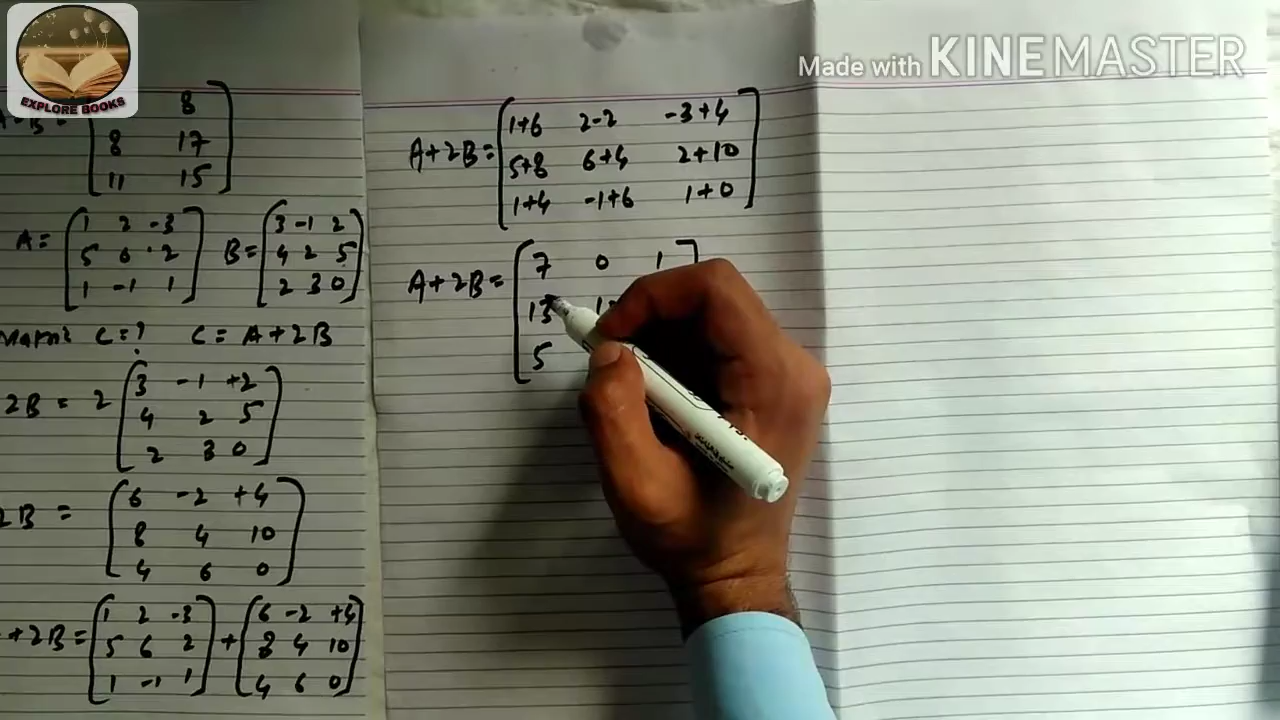 EXPLORE BOOKS
Made with KINEMASTER
B =
8
8 17
11 15
A = 1 2 -3
5 6 2
1 -1 1
B = 3 -1 2
4 2 5
2 3 0
C = ? C = A + 2B
2B = 2 3 -1 +2
4 2 5
2 3 0
2B = 6 -2 +4
8 4 10
4 6 0
+ 2B = 1 2 -3 + 6 -2 +4
5 6 2 8 4 10
1 -1 1 4 6 0
A + 2B = 1+6 2-2 -3+4
5+8 6+4 2+10
1+4 -1+6 1+0
A + 2B = 7 0 1
13
5